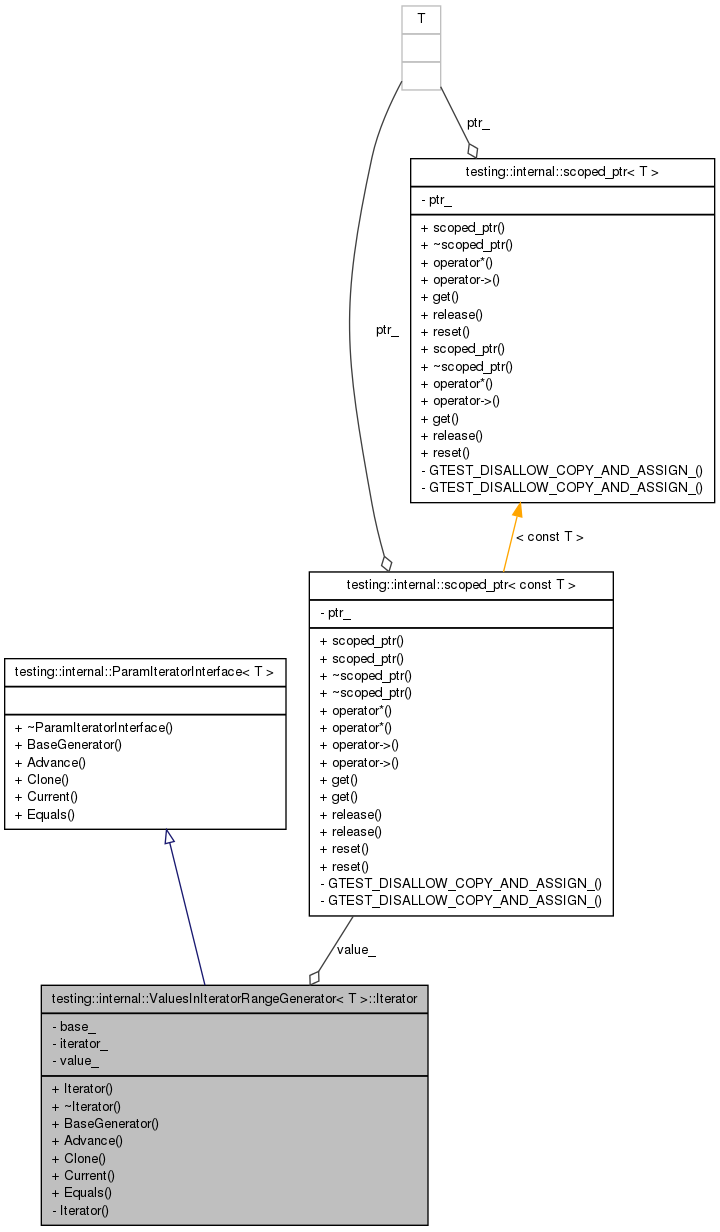 T
ptr_
testing::internal::scoped_ptr< T >
- ptr_
+ scoped_ptr()
+ ~scoped_ptr()
+ operator*()
+ operator->()
+ get()
+ release()
+ reset()
+ scoped_ptr()
+ ~scoped_ptr()
+ operator*()
+ operator->()
+ get()
+ release()
+ reset()
- GTEST_DISALLOW_COPY_AND_ASSIGN_()
- GTEST_DISALLOW_COPY_AND_ASSIGN_()
ptr_
< const T >
testing::internal::scoped_ptr< const T >
- ptr_
+ scoped_ptr()
+ scoped_ptr()
+ ~scoped_ptr()
+ ~scoped_ptr()
+ operator*()
+ operator*()
+ operator->()
+ operator->()
+ get()
+ get()
+ release()
+ release()
+ reset()
+ reset()
- GTEST_DISALLOW_COPY_AND_ASSIGN_()
- GTEST_DISALLOW_COPY_AND_ASSIGN_()
testing::internal::ParamIteratorInterface< T >
+ ~ParamIteratorInterface()
+ BaseGenerator()
+ Advance()
+ Clone()
+ Current()
+ Equals()
value_
testing::internal::ValuesInIteratorRangeGenerator< T >::Iterator
- base_
- iterator_
- value_
+ Iterator()
+ ~Iterator()
+ BaseGenerator()
+ Advance()
+ Clone()
+ Current()
+ Equals()
- Iterator()